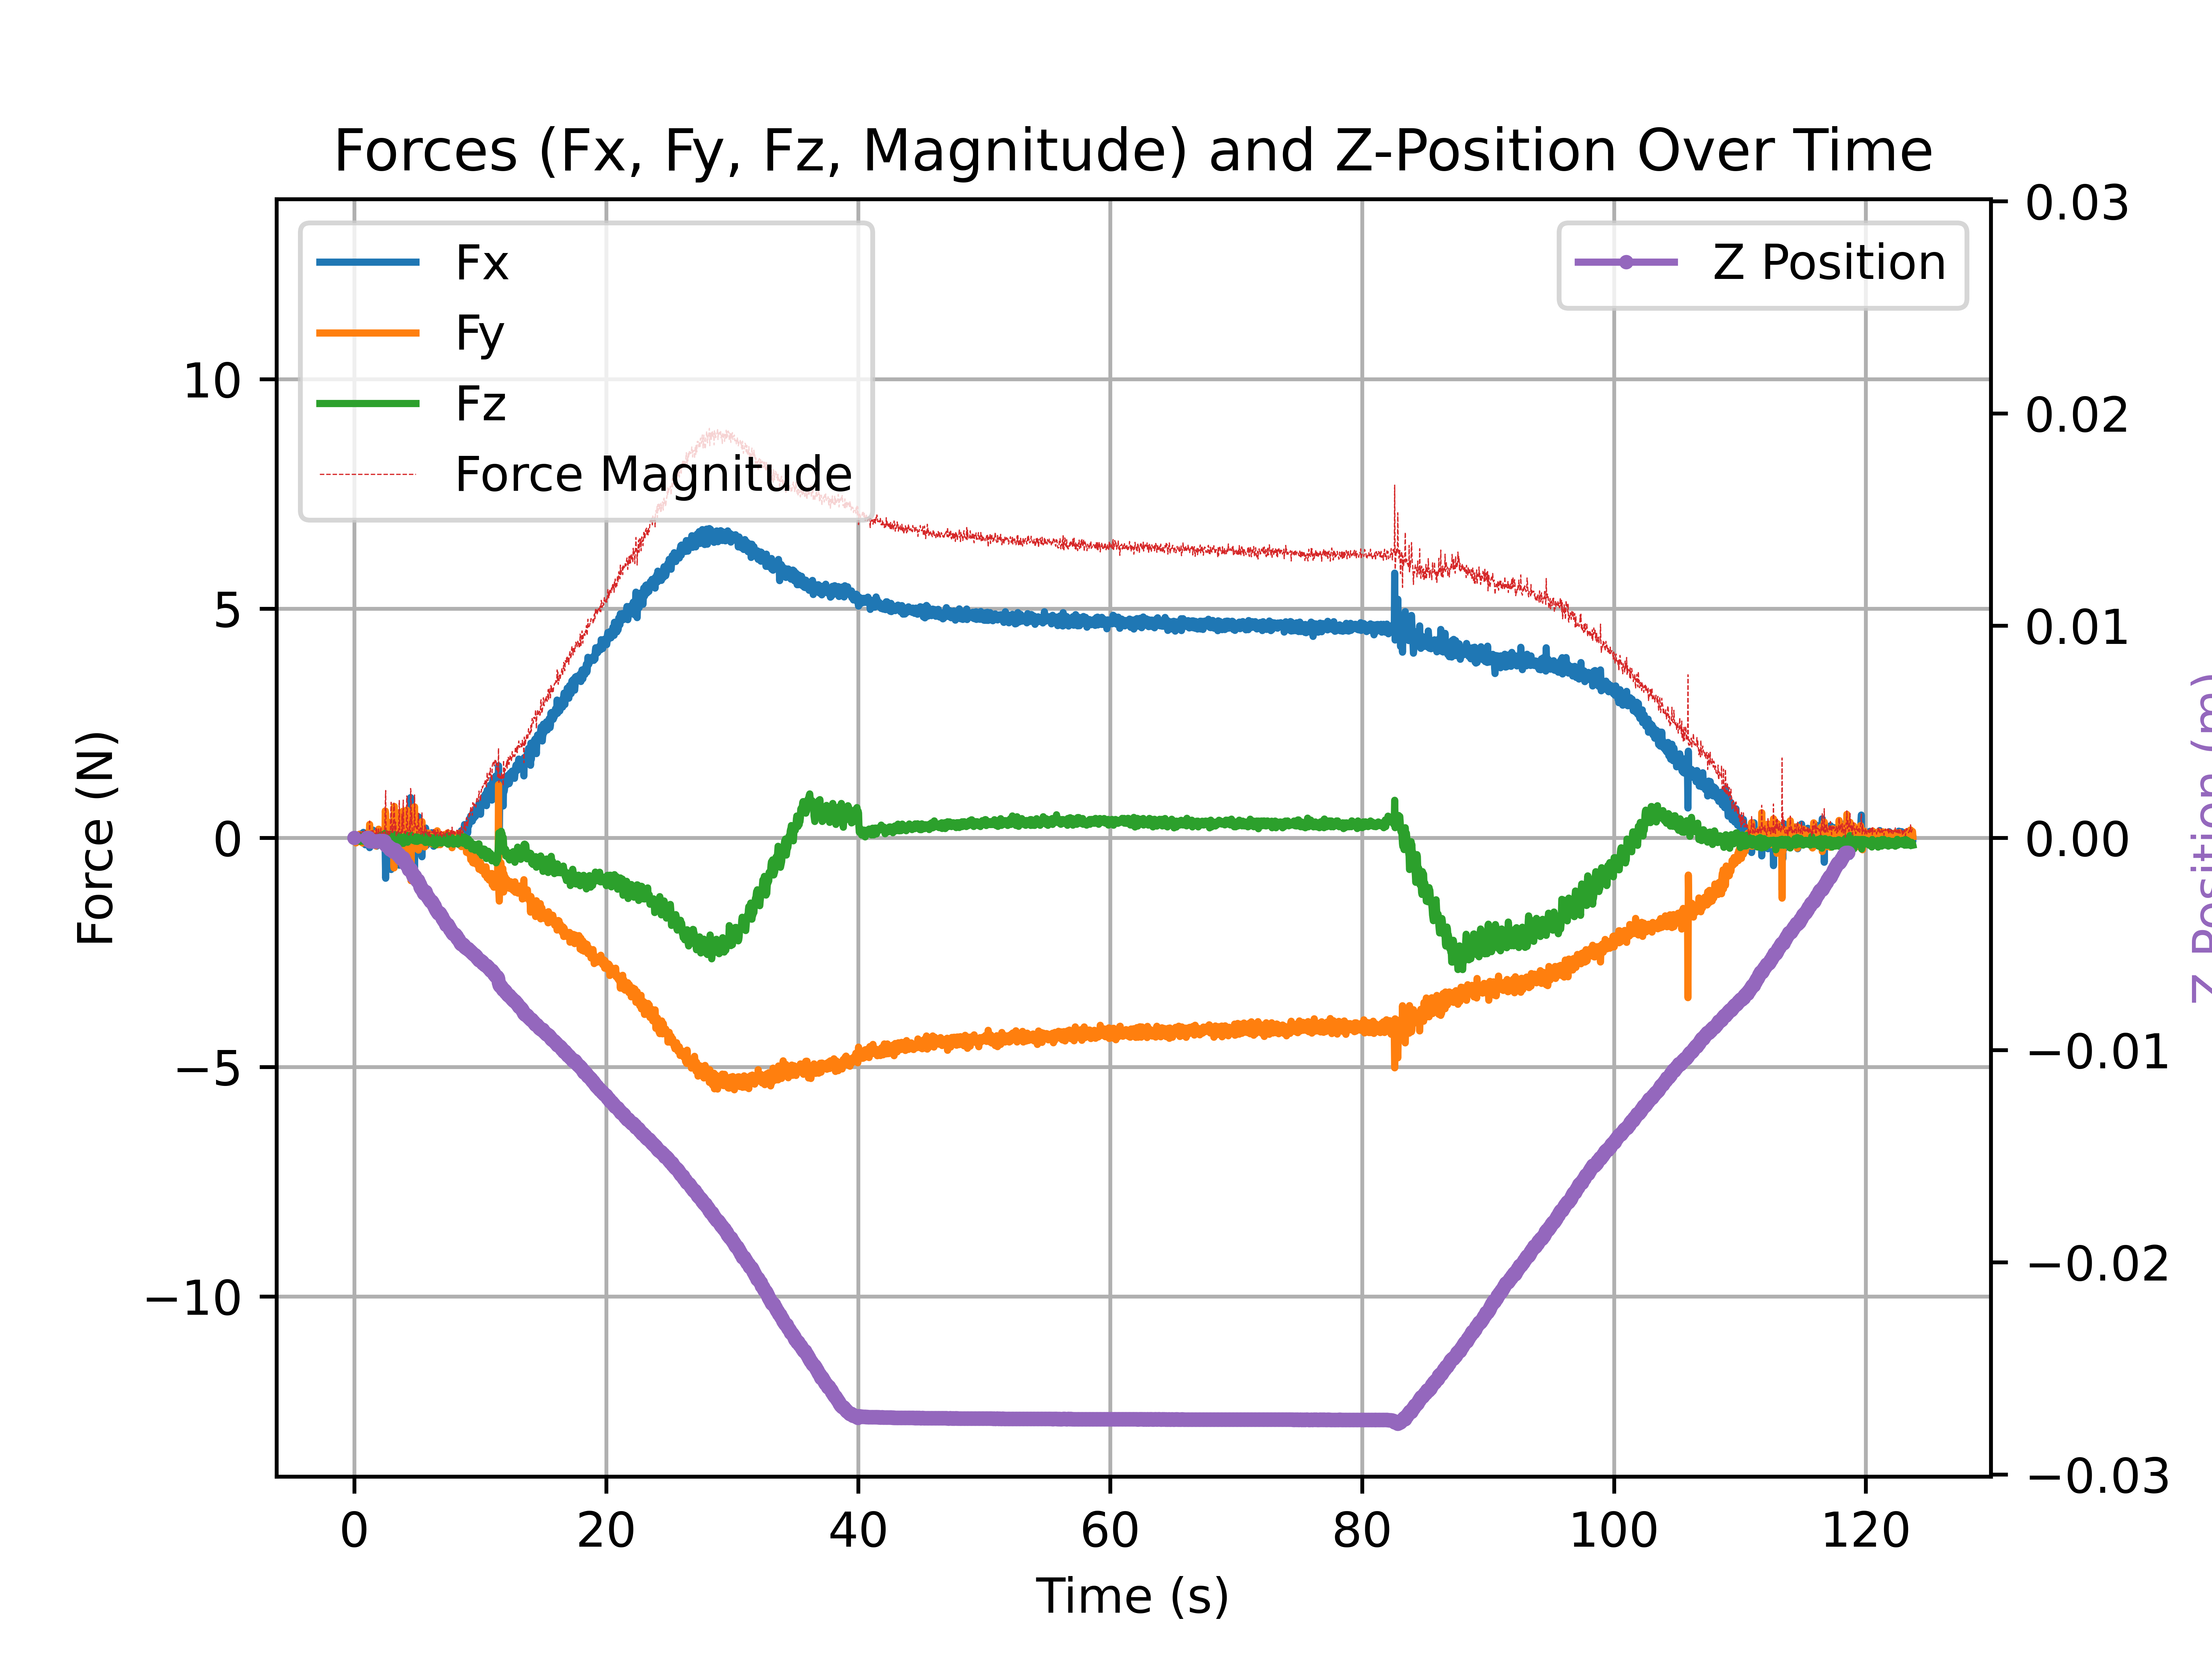 Forces (Fx, Fy, Fz, Magnitude) and Z-Position Over Time
Fx
Fy
Fz
Force Magnitude
Z Position
Force (N)
10
5
0
−5
−10
0.03
0.02
0.01
0.00
−0.01
−0.02
−0.03
Z Position (m)
0 20 40 60 80 100 120
Time (s)